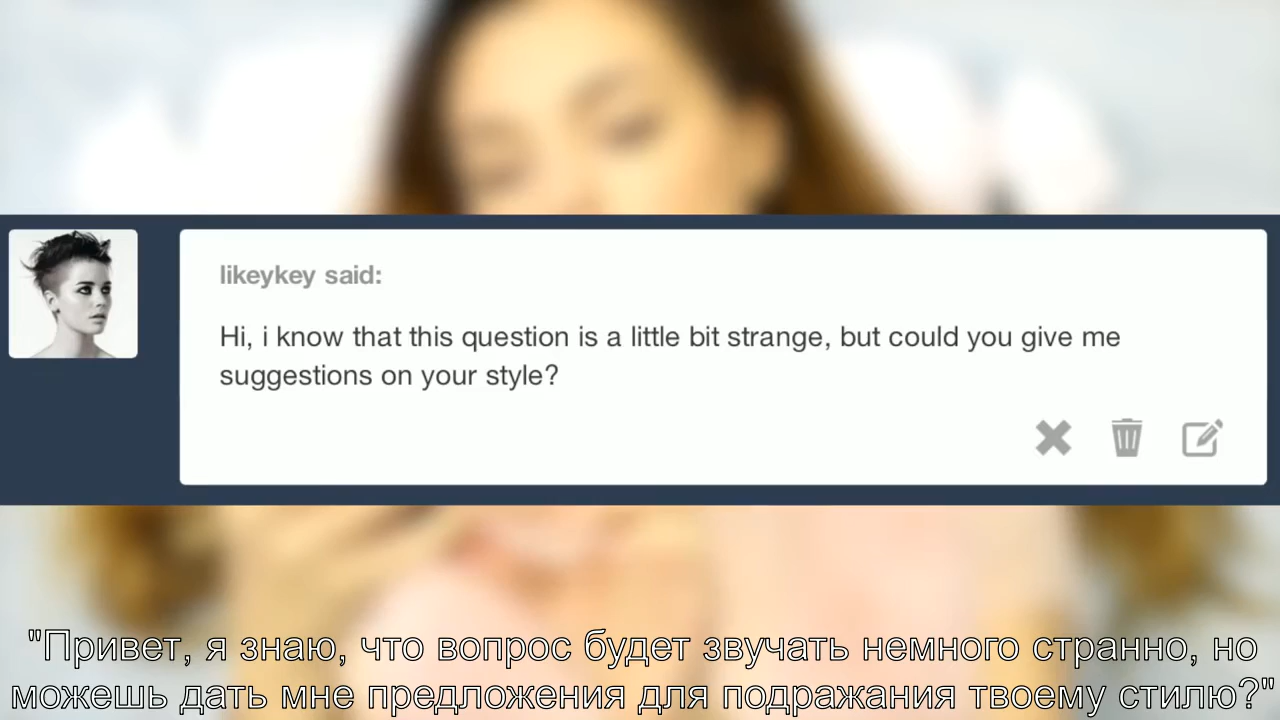 likeykey said:
Hi, i know that this question is a little bit strange, but could you give me
suggestions on your style?
"Привет, я знаю, что вопрос будет звучать немного странно, но
можешь дать мне предложения для подражания твоему стилю?"